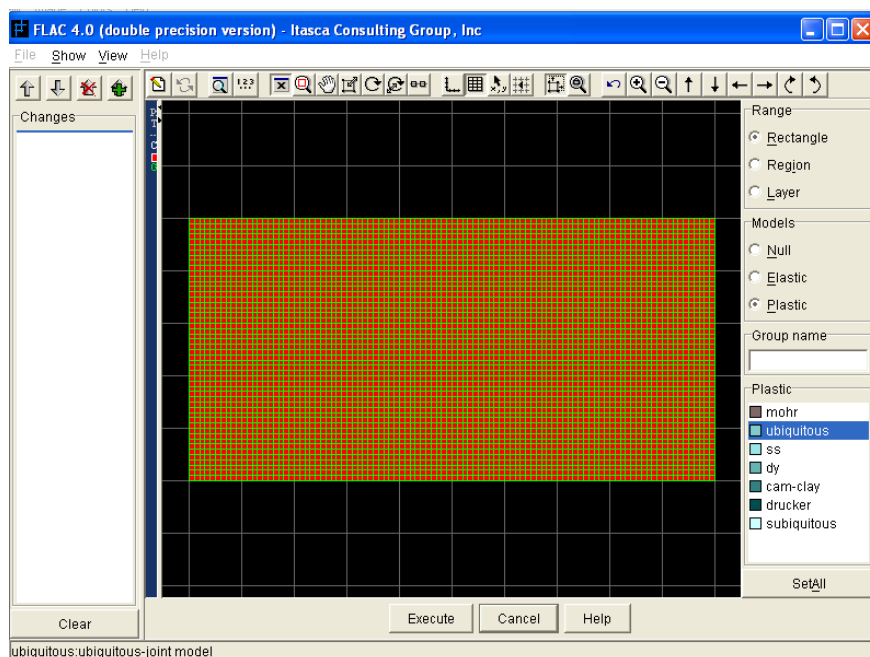 FLAC 4.0 (double precision version) - Itasca Consulting Group, Inc
File Show View Help
Changes
123
x,y
Range
Rectangle
Region
Layer
Models
Null
Elastic
Plastic
Group name
Plastic
mohr
ubiquitous
ss
dy
cam-clay
drucker
subiquitous
SetAll
Clear
Execute Cancel Help
ubiquitous:ubiquitous-joint model